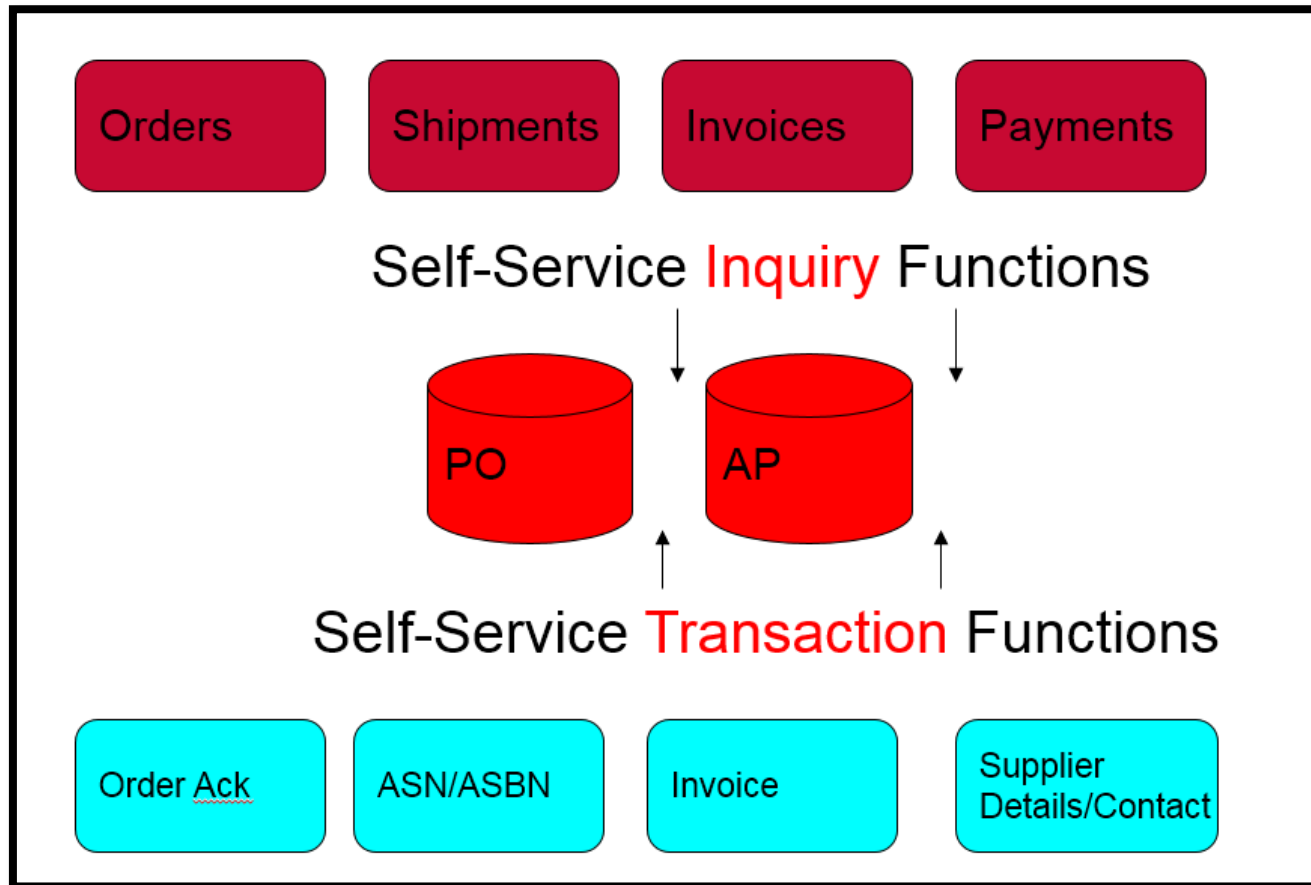 Orders
Shipments
Invoices
Payments
Self-Service Inquiry Functions
PO
AP
Self-Service Transaction Functions
Order Ack
ASN/ASBN
Invoice
Supplier
Details/Contact